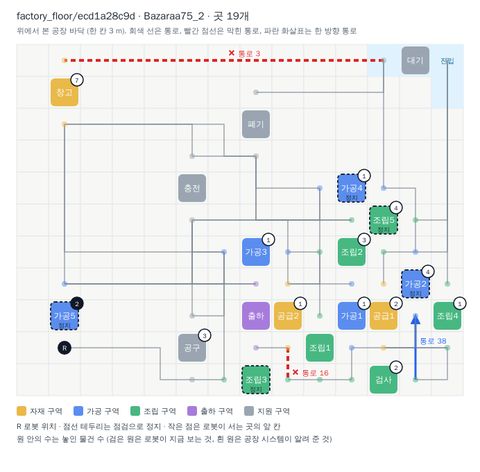 factory_floor/ecd1a28c9d · Bazaraa75_2 · 곳 19개
위에서 본 공장 바닥 (한 칸 3 m). 회색 선은 통로, 빨간 점선은 막힌 통로, 파란 화살표는 한 방향 통로
✕ 통로 3
대기
진입
창고
7
폐기
충전
가공4
정지
1
조립5
정지
4
가공3
1
조립2
3
가공2
정지
4
가공5
정지
2
출하
공급2
1
가공1
1
공급1
2
조립4
1
R
공구
3
조립1
통로 38
✕ 통로 16
조립3
정지
검사
2
자재 구역
가공 구역
조립 구역
출하 구역
지원 구역
R 로봇 위치 · 점선 테두리는 점검으로 정지 · 작은 점은 로봇이 서는 곳의 앞 칸
원 안의 수는 놓인 물건 수 (검은 원은 로봇이 지금 보는 것, 흰 원은 공장 시스템이 알려 준 것)